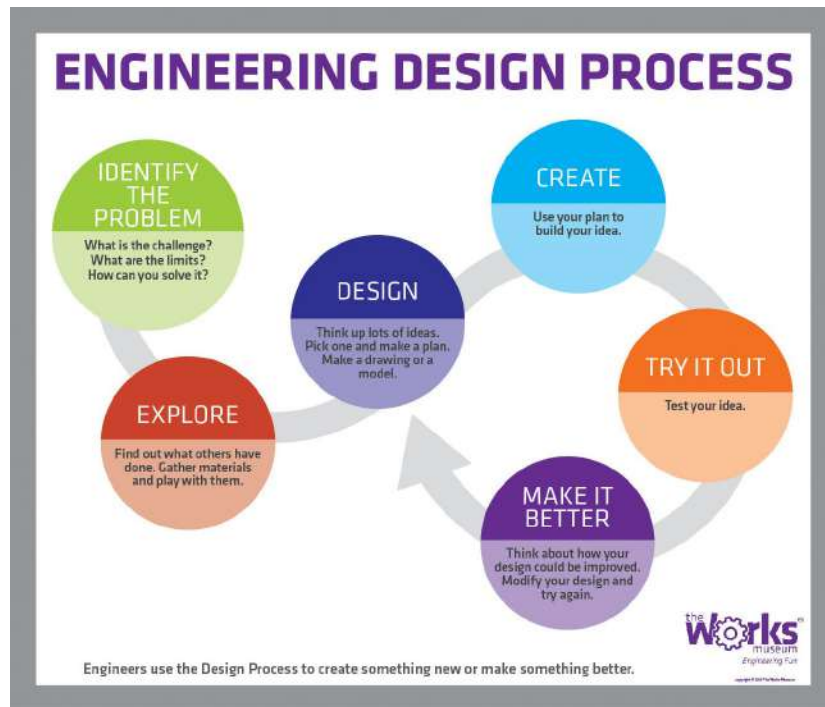 ENGINEERING DESIGN PROCESS
IDENTIFY
THE
PROBLEM
What is the challenge?
What are the limits?
How can you solve it?
EXPLORE
Find out what others have
done. Gather materials
and play with them.
DESIGN
Think up lots of ideas.
Pick one and make a plan.
Make a drawing or a
model.
CREATE
Use your plan to
build your idea.
TRY IT OUT
Test your idea.
MAKE IT
BETTER
Think about how your
design could be improved.
Modify your design and
try again.
the
Works
museum
Engineering Fun
Engineers use the Design Process to create something new or make something better.